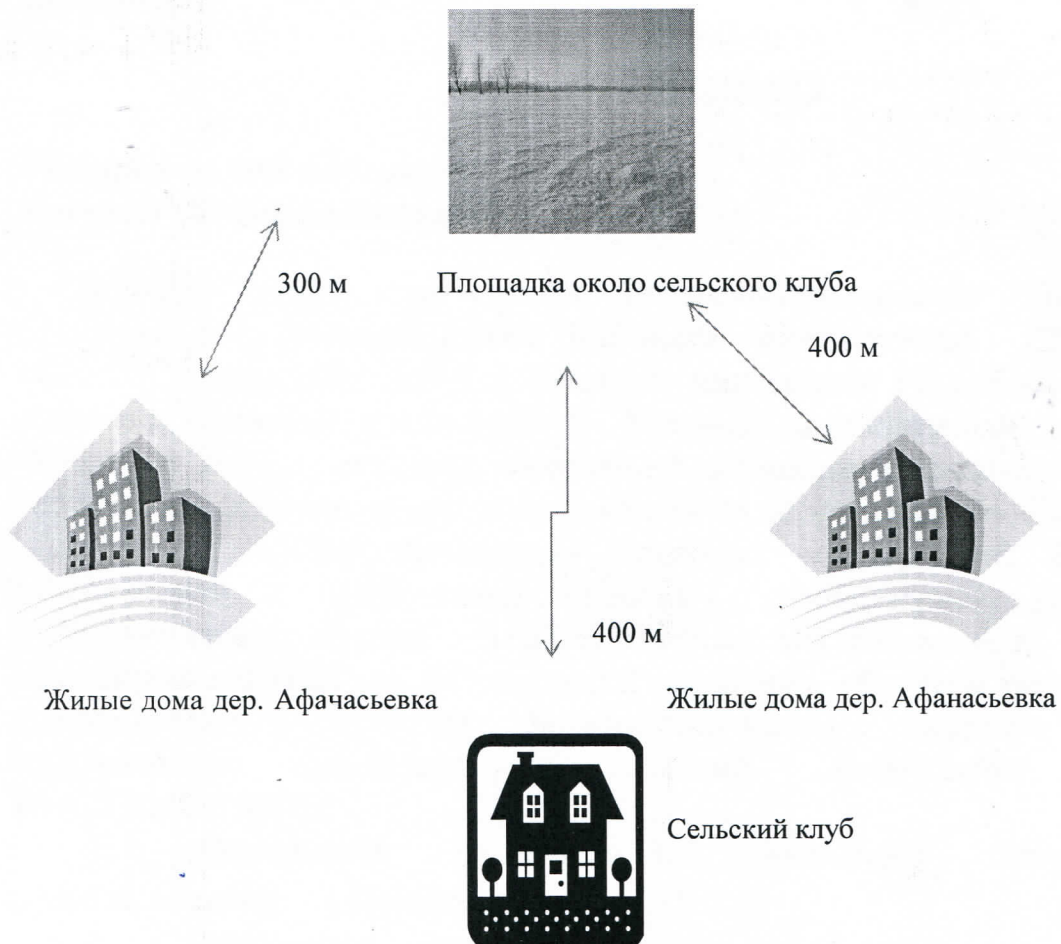 300 м
Площадка около сельского клуба
400 м
400 м
Жилые дома дер. Афачасьевка
Жилые дома дер. Афанасьевка
Сельский клуб